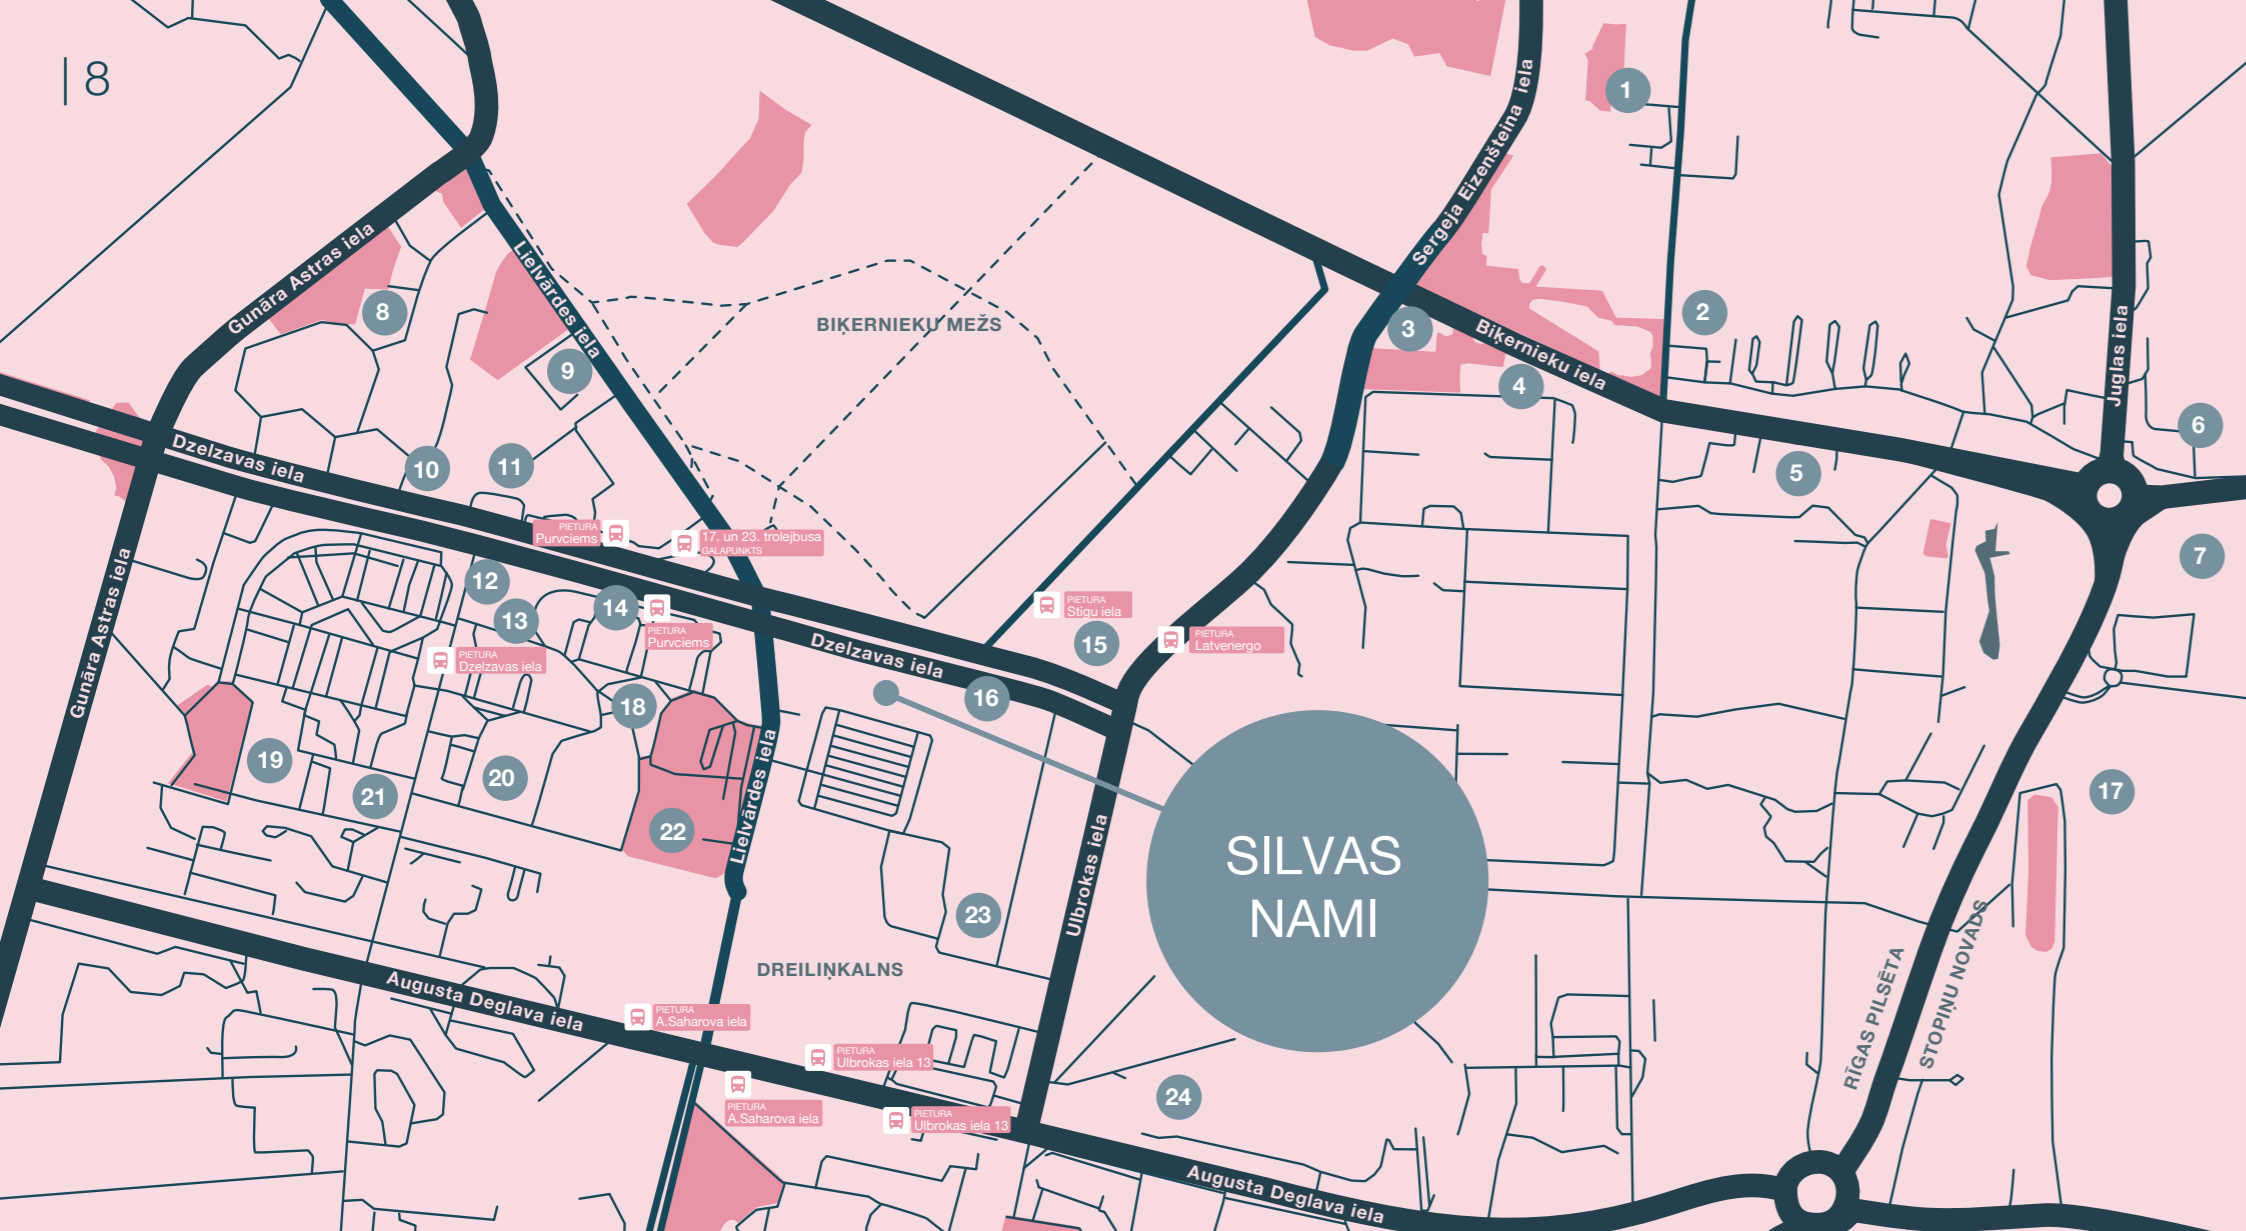 | 8
1
Sergeja Eizenšteina iela
Gunāra Astras iela
Lielvārdes iela
8
9
BIĶERNIEKU MEŽS
3
Biķernieku iela
4
2
Juglas iela
6
5
7
Dzelzavas iela
10
11
PIETURA
Purvciems
17. un 23. trolejbusa
GALAPUNKTS
12
13
14
PIETURA
Purvciems
PIETURA
Dzelzavas iela
Gunāra Astras iela
Dzelzavas iela
PIETURA
Stigu iela
15
PIETURA
Latvenergo
16
18
19
20
21
22
Lielvārdes iela
Ulbrokas iela
SILVAS
NAMI
17
23
DREILIŅKALNS
RĪGAS PILSĒTA
STOPIŅU NOVADS
Augusta Deglava iela
PIETURA
A.Saharova iela
PIETURA
Ulbrokas iela 13
PIETURA
A.Saharova iela
PIETURA
Ulbrokas iela 13
24
Augusta Deglava iela